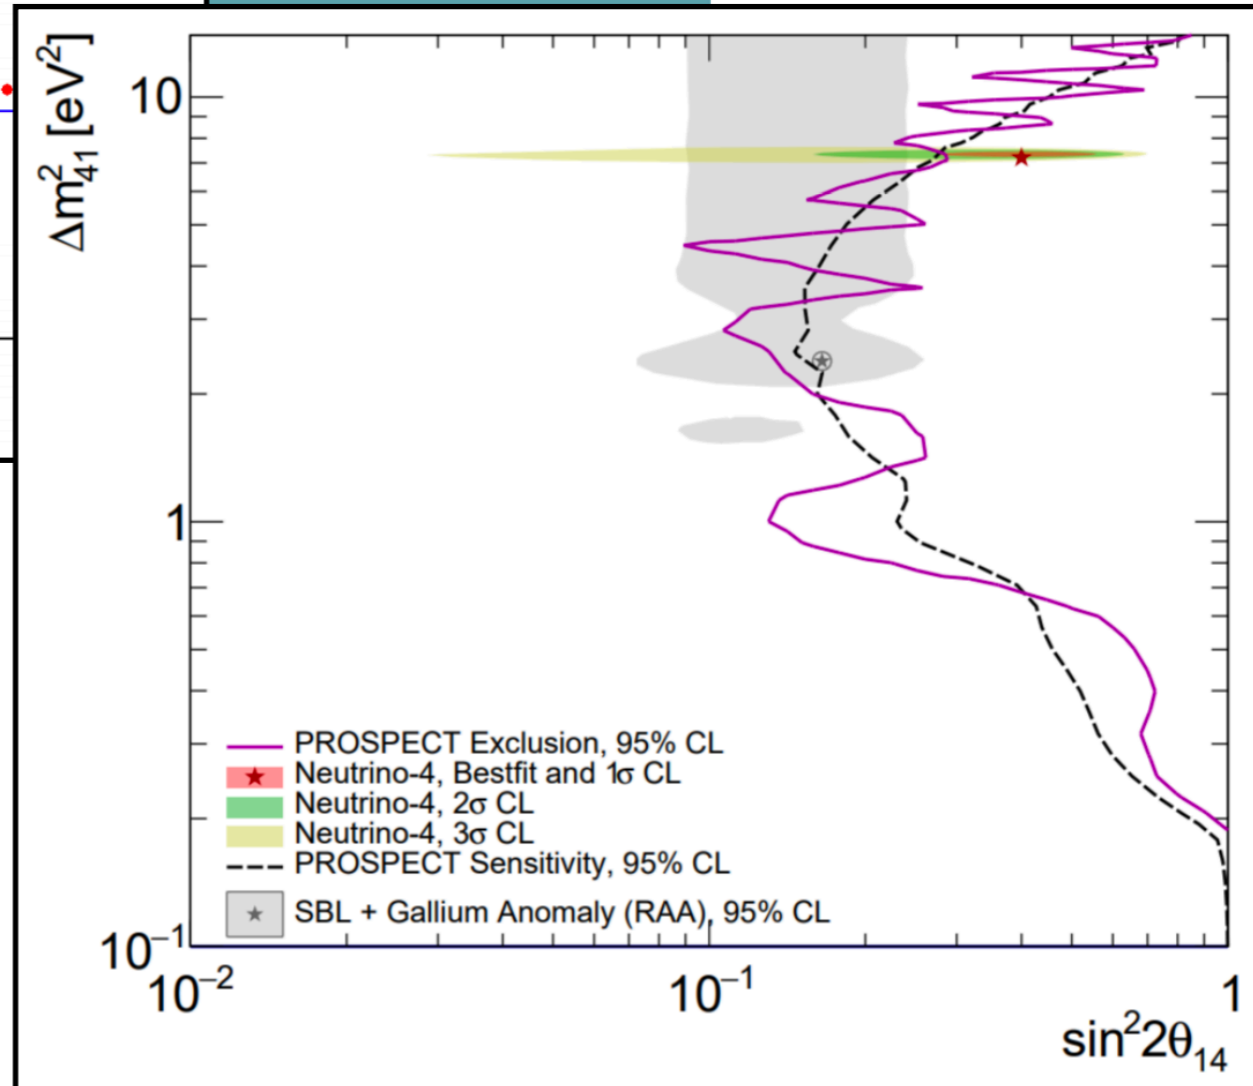 Δm²₄₁ [eV²]
10
1
10⁻¹
PROSPECT Exclusion, 95% CL
Neutrino-4, Bestfit and 1σ CL
Neutrino-4, 2σ CL
Neutrino-4, 3σ CL
PROSPECT Sensitivity, 95% CL
SBL + Gallium Anomaly (RAA), 95% CL
10⁻² 10⁻¹ 1
sin²2θ₁₄